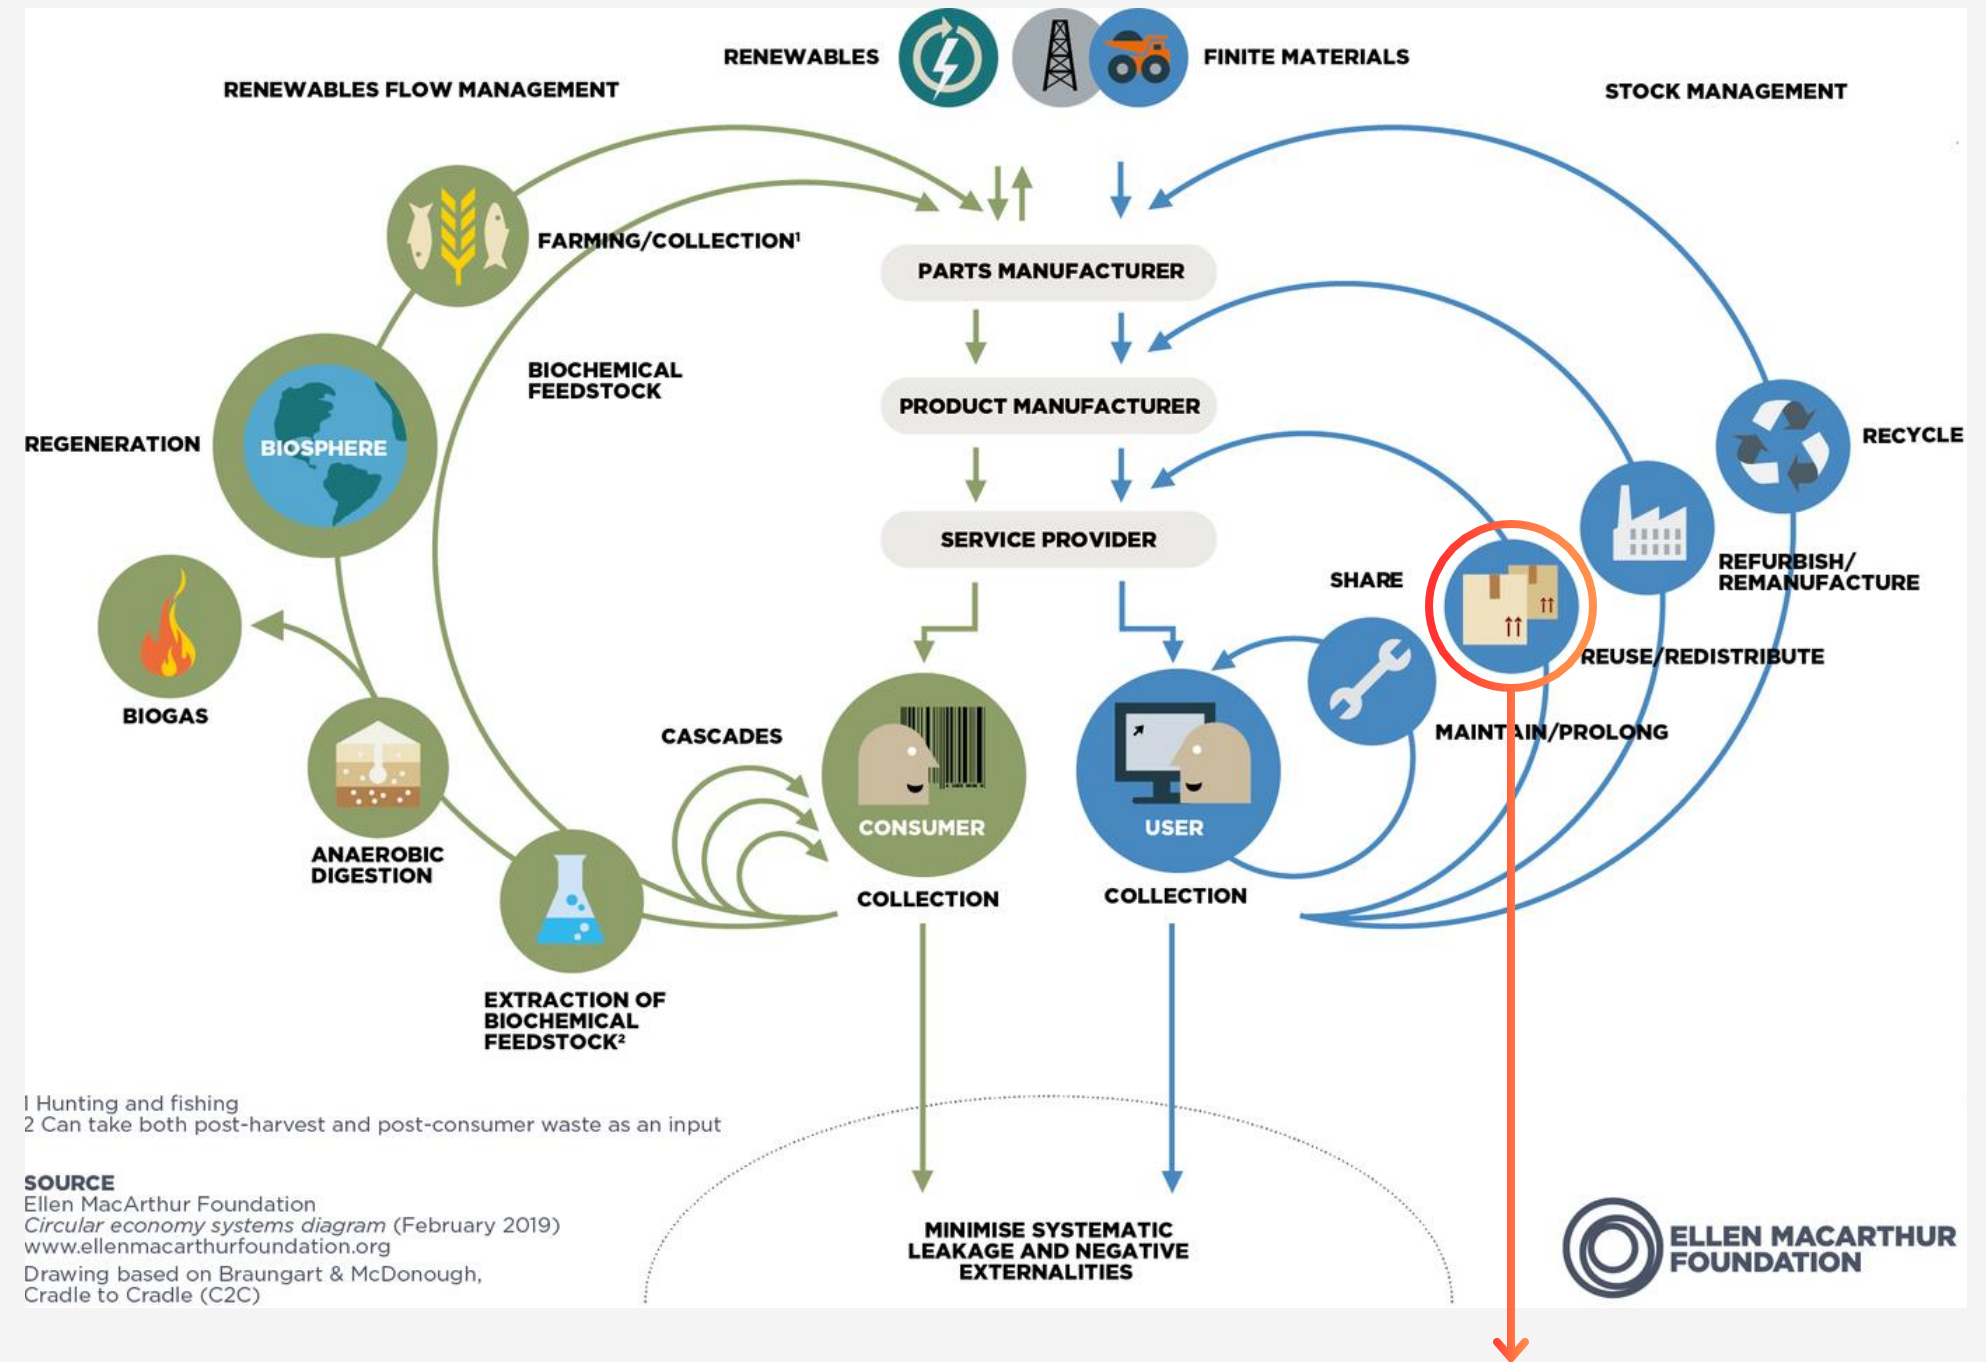 RENEWABLES
FINITE MATERIALS
RENEWABLES FLOW MANAGEMENT
STOCK MANAGEMENT
FARMING/COLLECTION¹
PARTS MANUFACTURER
BIOCHEMICAL
FEEDSTOCK
PRODUCT MANUFACTURER
REGENERATION
BIOSPHERE
RECYCLE
SERVICE PROVIDER
SHARE
REFURBISH/
REMANUFACTURE
REUSE/REDISTRIBUTE
BIOGAS
CASCADES
MAINTAIN/PROLONG
CONSUMER
USER
ANAEROBIC
DIGESTION
COLLECTION
COLLECTION
EXTRACTION OF
BIOCHEMICAL
FEEDSTOCK²
1 Hunting and fishing
2 Can take both post-harvest and post-consumer waste as an input
SOURCE
Ellen MacArthur Foundation
Circular economy systems diagram (February 2019)
www.ellenmacarthurfoundation.org
Drawing based on Braungart & McDonough,
Cradle to Cradle (C2C)
MINIMISE SYSTEMATIC
LEAKAGE AND NEGATIVE
EXTERNALITIES
ELLEN MACARTHUR
FOUNDATION